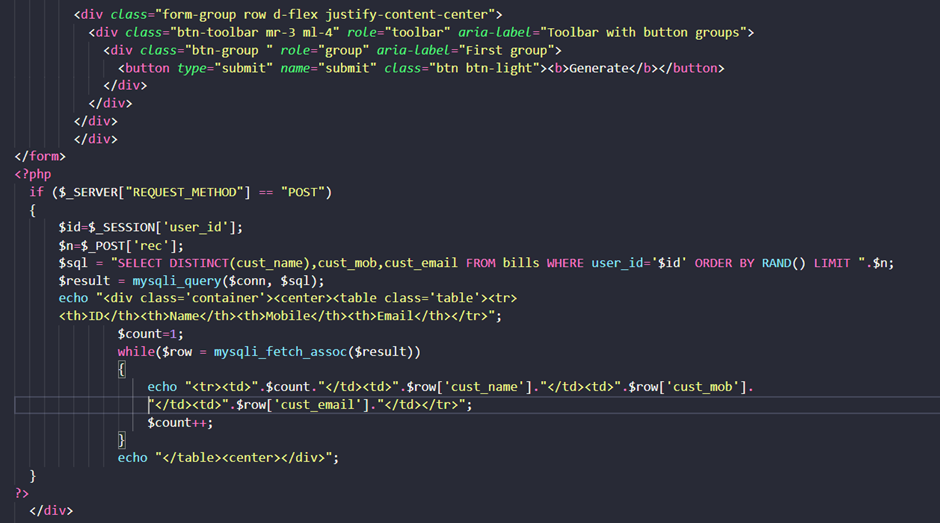 <div class="form-group row d-flex justify-content-center">
<div class="btn-toolbar mr-3 ml-4" role="toolbar" aria-label="Toolbar with button groups">
<div class="btn-group " role="group" aria-label="First group">
<button type="submit" name="submit" class="btn btn-light"><b>Generate</b></button>
</div>
</div>
</div>
</div>
</form>
<?php
if ($_SERVER["REQUEST_METHOD"] == "POST")
{
$id=$_SESSION['user_id'];
$n=$_POST['rec'];
$sql = "SELECT DISTINCT(cust_name),cust_mob,cust_email FROM bills WHERE user_id='$id' ORDER BY RAND() LIMIT ".$n;
$result = mysqli_query($conn, $sql);
echo "<div class='container'><center><table class='table'><tr>
<th>ID</th><th>Name</th><th>Mobile</th><th>Email</th></tr>";
$count=1;
while($row = mysqli_fetch_assoc($result))
{
echo "<tr><td>".$count."</td><td>".$row['cust_name']."</td><td>".$row['cust_mob'].
"</td><td>".$row['cust_email']."</td></tr>";
$count++;
}
echo "</table><center></div>";
}
?>
</div>